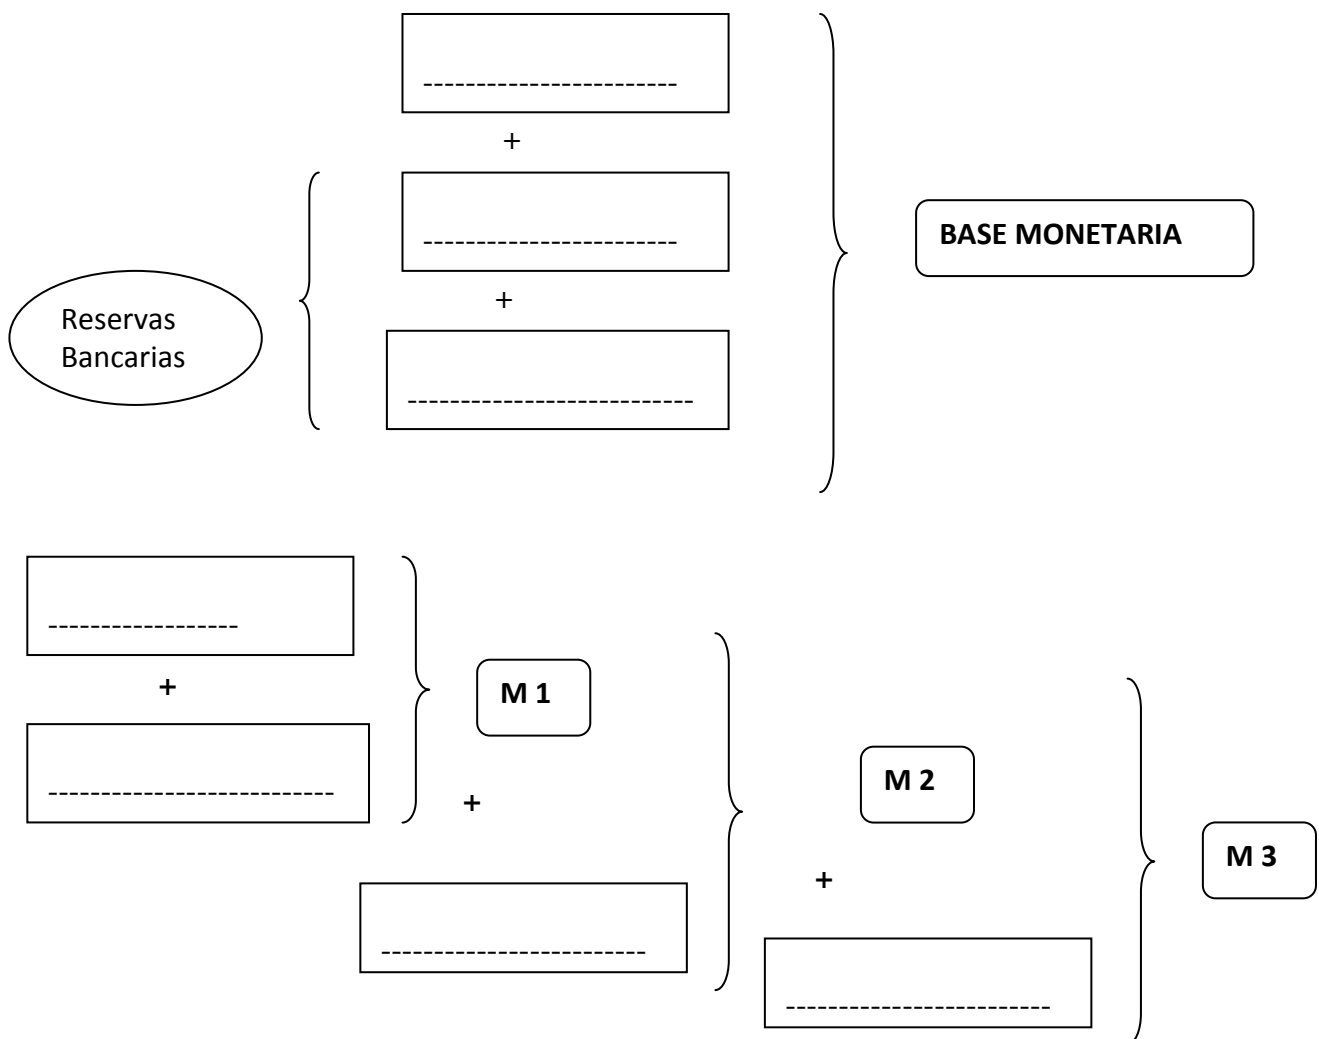 ------------------------
+
------------------------
BASE MONETARIA
+
Reservas
Bancarias
---------------------------
------------------
+
M 1
---------------------------
+
M 2
+
M 3
-------------------------
-------------------------